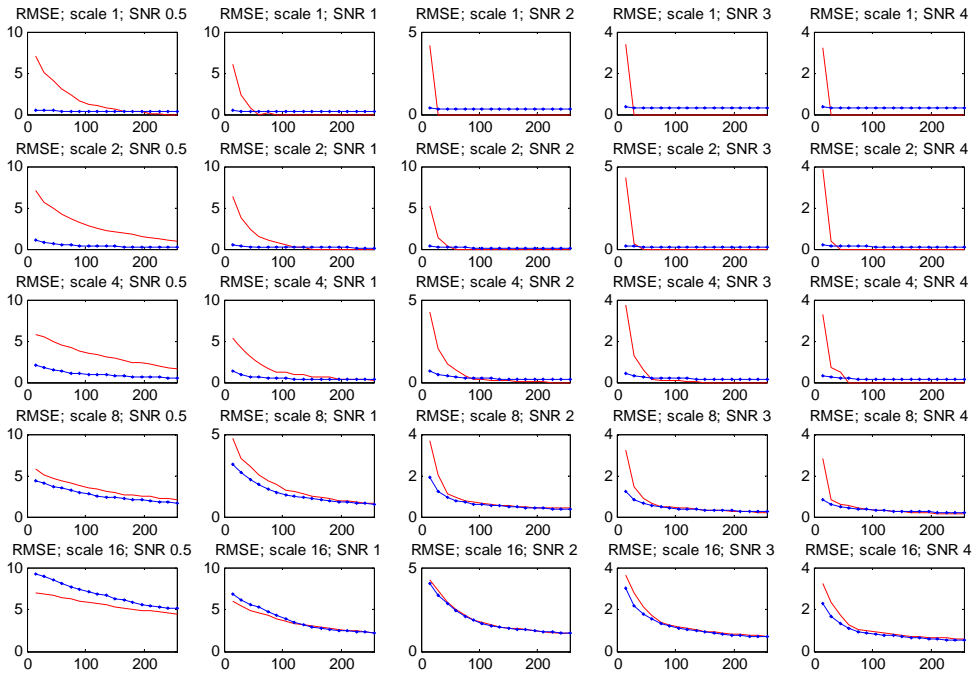 RMSE; scale 1; SNR 0.5 RMSE; scale 1; SNR 1 RMSE; scale 1; SNR 2 RMSE; scale 1; SNR 3 RMSE; scale 1; SNR 4
10 10 4 4 4
5 5 2 2 2
0 0 0 0 0
0 100 200 0 100 200 0 100 200 0 100 200 0 100 200
RMSE; scale 2; SNR 0.5 RMSE; scale 2; SNR 1 RMSE; scale 2; SNR 2 RMSE; scale 2; SNR 3 RMSE; scale 2; SNR 4
10 10 10 5 4
5 5 5 2
0 0 0 0 0
0 100 200 0 100 200 0 100 200 0 100 200 0 100 200
RMSE; scale 4; SNR 0.5 RMSE; scale 4; SNR 1 RMSE; scale 4; SNR 2 RMSE; scale 4; SNR 3 RMSE; scale 4; SNR 4
10 10 5 4 4
5 5 2 2
0 0 0 0 0
0 100 200 0 100 200 0 100 200 0 100 200 0 100 200
RMSE; scale 8; SNR 0.5 RMSE; scale 8; SNR 1 RMSE; scale 8; SNR 2 RMSE; scale 8; SNR 3 RMSE; scale 8; SNR 4
10 5 4 4 4
5 2 2 2
0 0 0 0 0
0 100 200 0 100 200 0 100 200 0 100 200 0 100 200
RMSE; scale 16; SNR 0.5 RMSE; scale 16; SNR 1 RMSE; scale 16; SNR 2 RMSE; scale 16; SNR 3 RMSE; scale 16; SNR 4
10 10 5 4 4
5 5 2 2
0 0 0 0 0
0 100 200 0 100 200 0 100 200 0 100 200 0 100 200